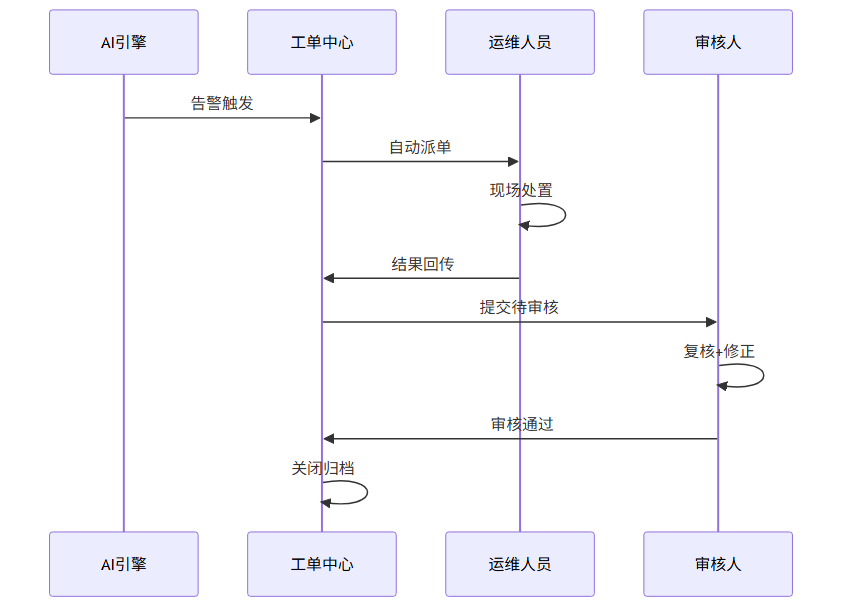 AI引擎
工单中心
运维人员
审核人
告警触发
自动派单
现场处置
结果回传
提交待审核
复核+修正
审核通过
关闭归档
AI引擎
工单中心
运维人员
审核人